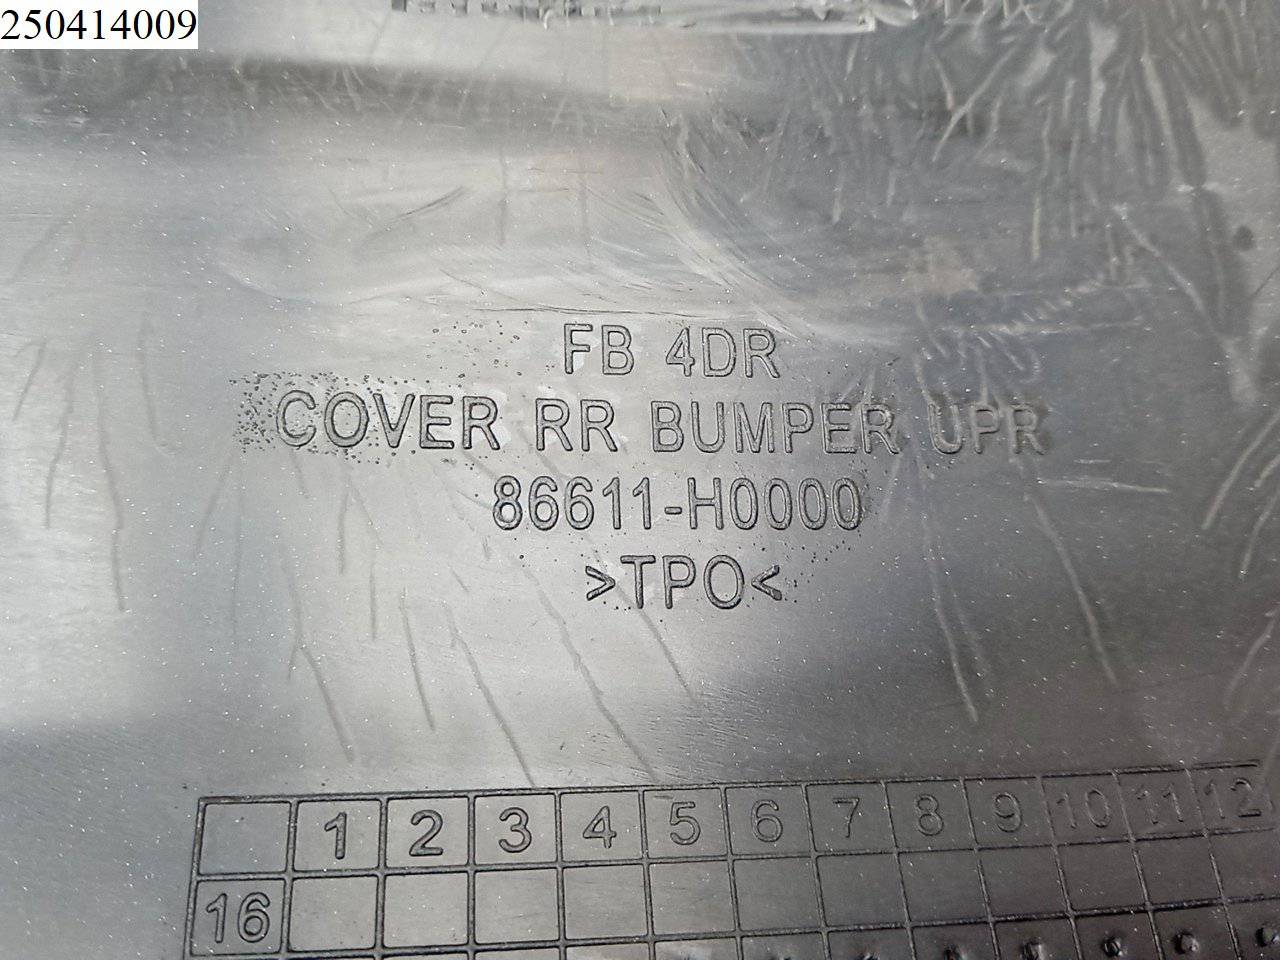 250414009
FB 4DR
COVER RR BUMPER UPR
86611-H0000
>TPO<
1 2 3 4 5 6 7 8 9 10 11 12
16